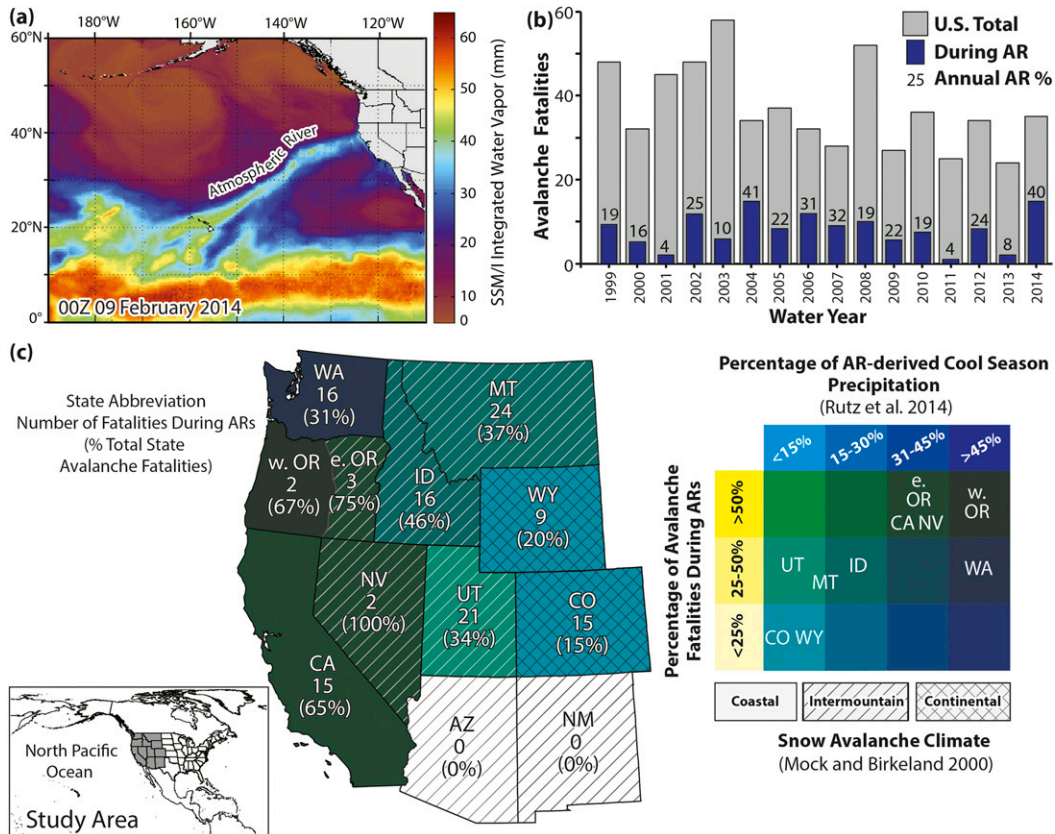 (a)
180°W 160°W 140°W 120°W
60°N
40°N
20°N
0°
Atmospheric River
00Z 09 February 2014
60
50
40
30
20
10
0
SSM/I Integrated Water Vapor (mm)
(b)
U.S. Total
During AR
25 Annual AR %
Avalanche Fatalities
60
40
20
0
19 16 4 25 10 41 22 31 32 19 22 19 4 24 8 40
1999 2000 2001 2002 2003 2004 2005 2006 2007 2008 2009 2010 2011 2012 2013 2014
Water Year
(c)
State Abbreviation
Number of Fatalities During ARs
(% Total State
Avalanche Fatalities)
WA
16
(31%)
MT
24
(37%)
w. OR
2
(67%)
e. OR
3
(75%)
ID
16
(46%)
WY
9
(20%)
NV
2
(100%)
UT
21
(34%)
CO
15
(15%)
CA
15
(65%)
AZ
0
(0%)
NM
0
(0%)
North Pacific
Ocean
Study Area
Percentage of AR-derived Cool Season
Precipitation
(Rutz et al. 2014)
<15% 15-30% 31-45% >45%
Percentage of Avalanche
Fatalities During ARs
>50%
25-50%
<25%
e.
OR
CA NV
w.
OR
UT
MT
ID
WA
CO WY
Coastal Intermountain Continental
Snow Avalanche Climate
(Mock and Birkeland 2000)